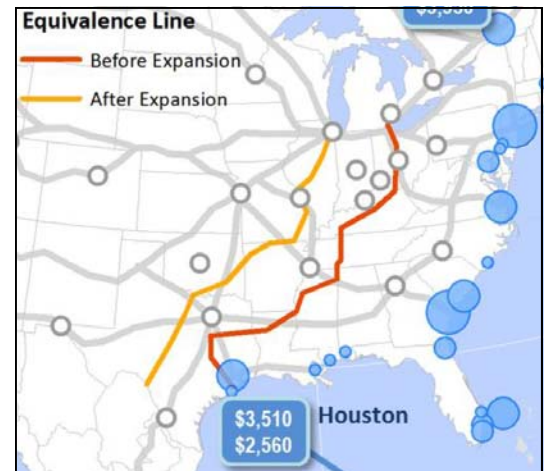 Equivalence Line
Before Expansion
After Expansion
$3,510
$2,560
Houston